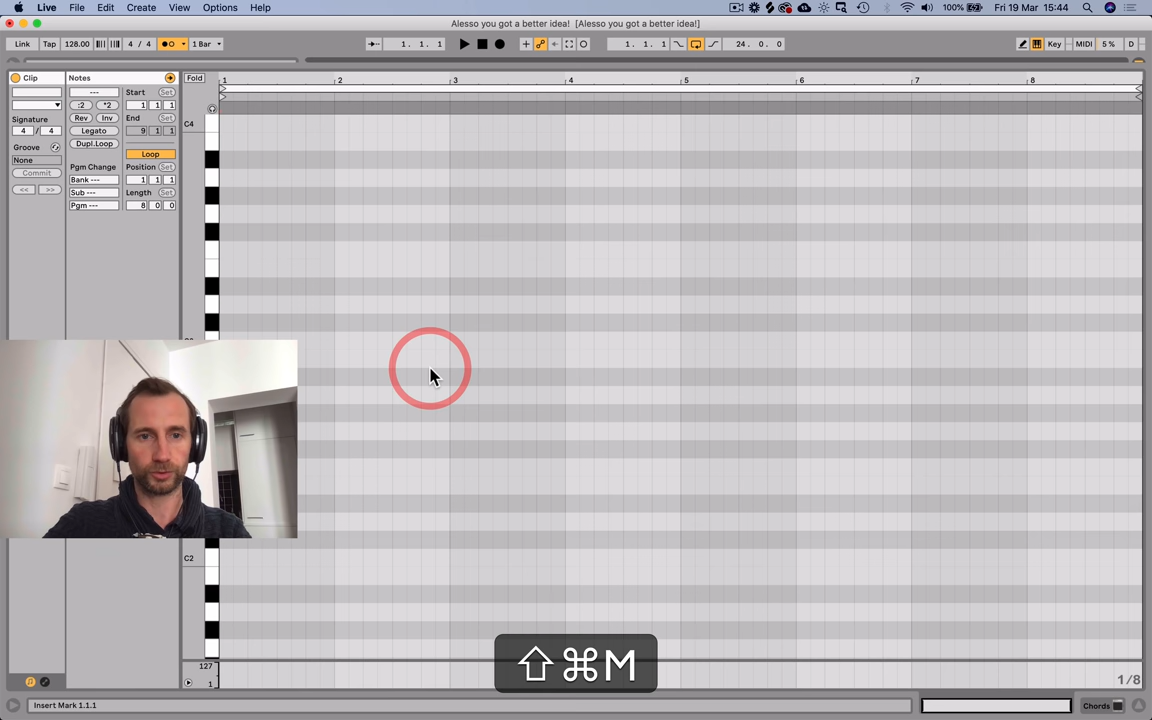 Live File Edit Create View Options Help 100% Fri 19 Mar 15:44
Alesso you got a better idea! [Alesso you got a better idea!]
Link Tap 128.00 4 / 4 1 Bar 1. 1. 1 1. 1. 1 24. 0. 0 Key MIDI 5 % D
Clip Notes Fold 1 2 3 4 5 6 7 8
--- Start Set
:2 *2 1 1 1
Signature Rev Inv End Set
4 / 4 Legato 9 1 1
Groove Dupl.Loop
None Loop
Commit Pgm Change Position Set
<< >> Bank --- 1 1 1
Sub --- Length Set
Pgm --- 8 0 0
C4
C2
⇧⌘M
127
1
1/8
Insert Mark 1.1.1 Chords